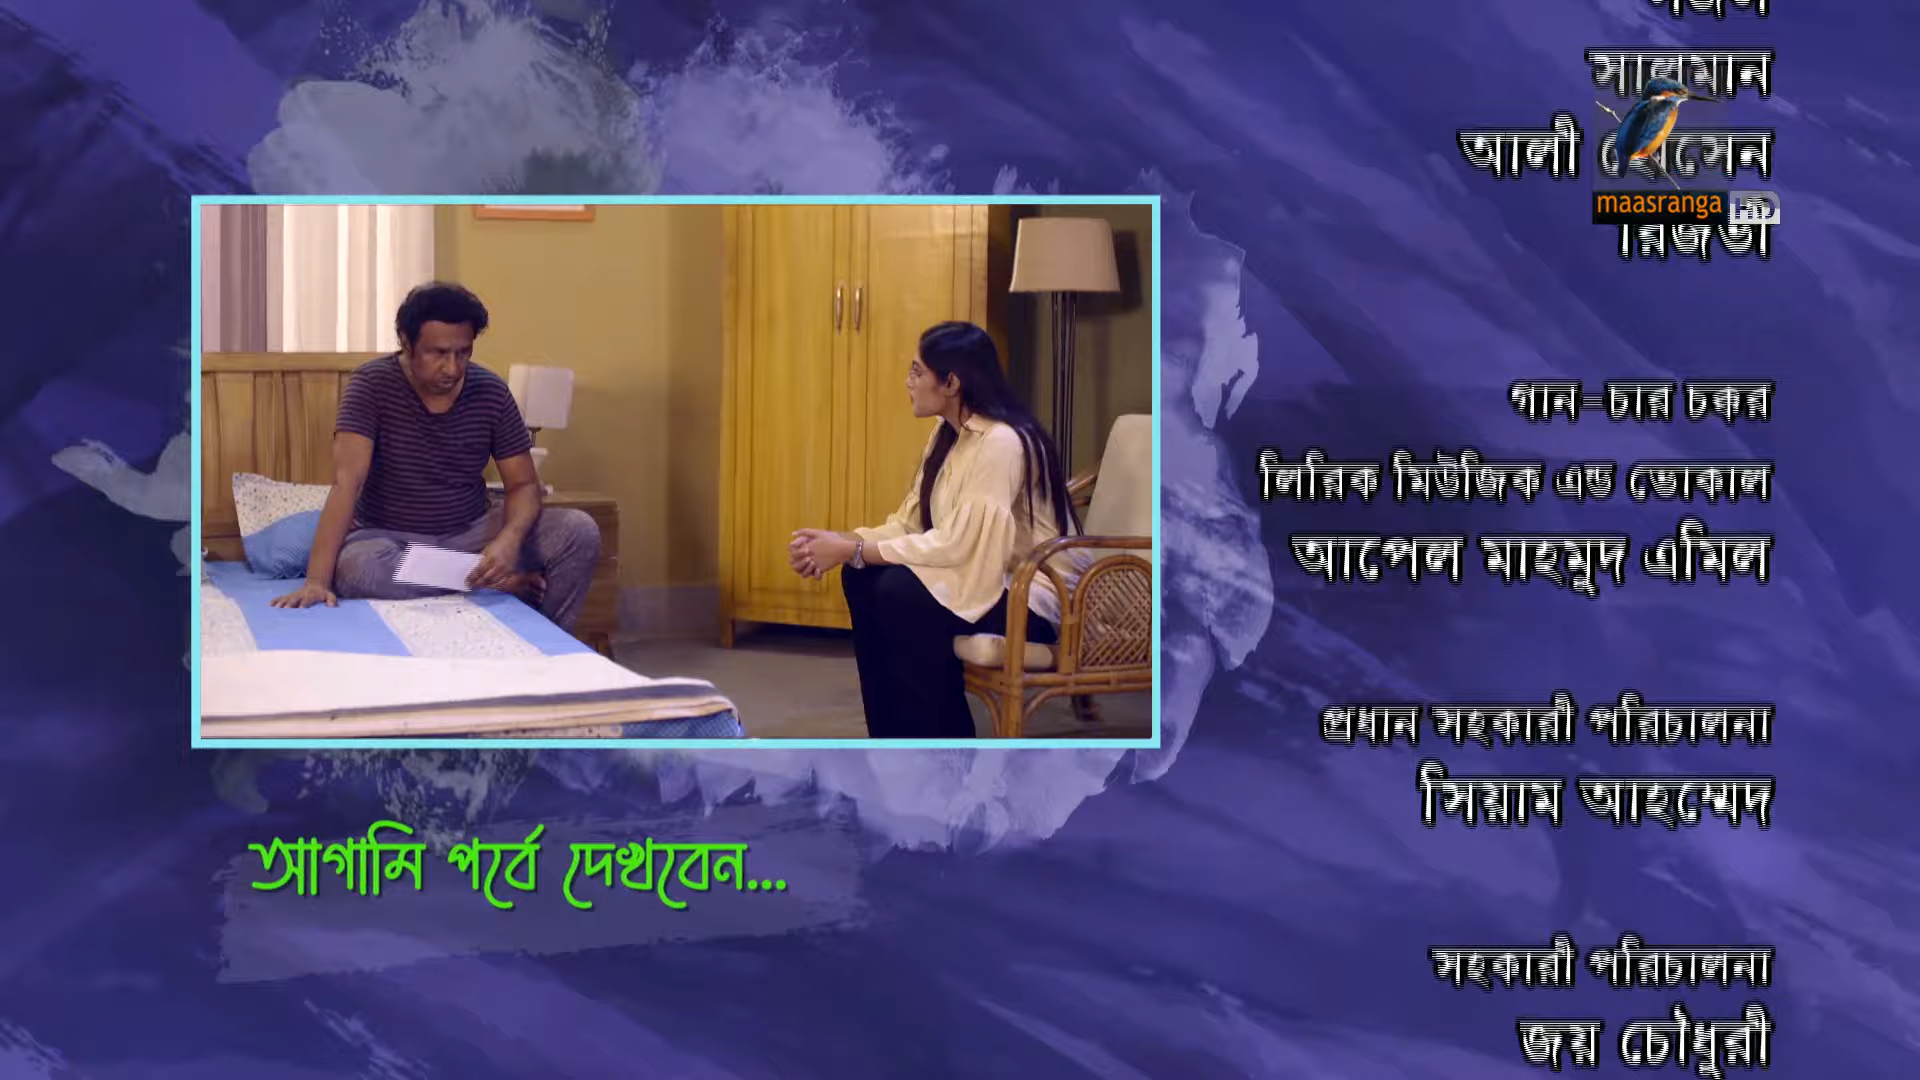 সালমান
আলী হোসেন
রিজভী
maasranga HD
গান-চার চক্কর
লিরিক মিউজিক এন্ড ভোকাল
আপেল মাহমুদ এমিল
প্রধান সহকারী পরিচালনা
সিয়াম আহম্মেদ
আগামি পর্বে দেখবেন...
সহকারী পরিচালনা
জয় চৌধুরী